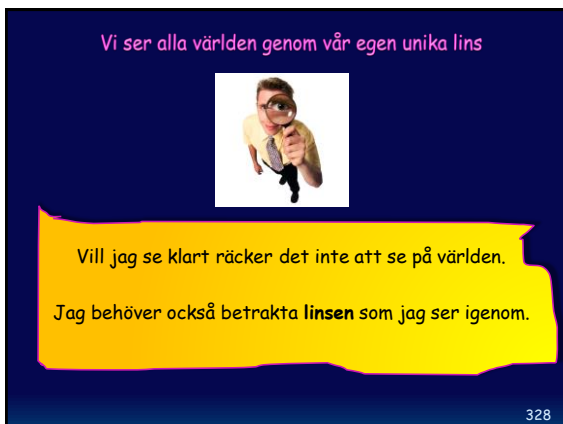 Vi ser alla världen genom vår egen unika lins
Vill jag se klart räcker det inte att se på världen.
Jag behöver också betrakta linsen som jag ser igenom.
328